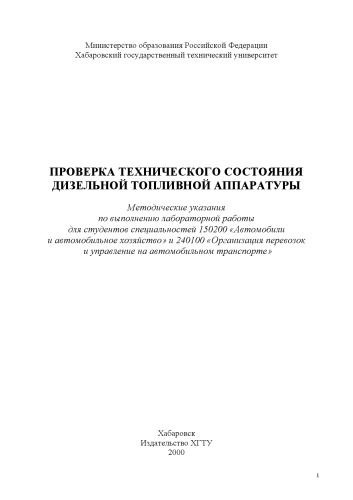 Министерство образования Российской Федерации
Хабаровский государственный технический университет
ПРОВЕРКА ТЕХНИЧЕСКОГО СОСТОЯНИЯ
ДИЗЕЛЬНОЙ ТОПЛИВНОЙ АППАРАТУРЫ
Методические указания
по выполнению лабораторной работы
для студентов специальностей 150200 «Автомобили
и автомобильное хозяйство» и 240100 «Организация перевозок
и управление на автомобильном транспорте»
Хабаровск
Издательство ХГТУ
2000
1